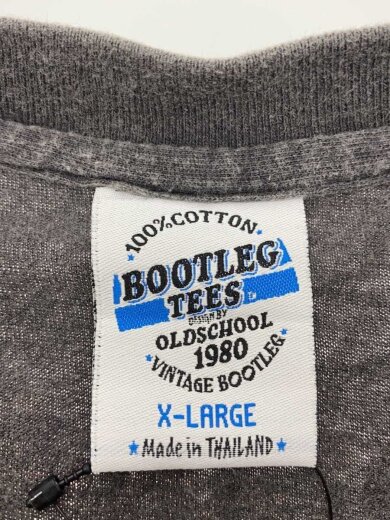 100% COTTON
BOOTLEG
TEES
DESIGN BY
OLDSCHOOL
1980
VINTAGE BOOTLEG
X-LARGE
Made in THAILAND